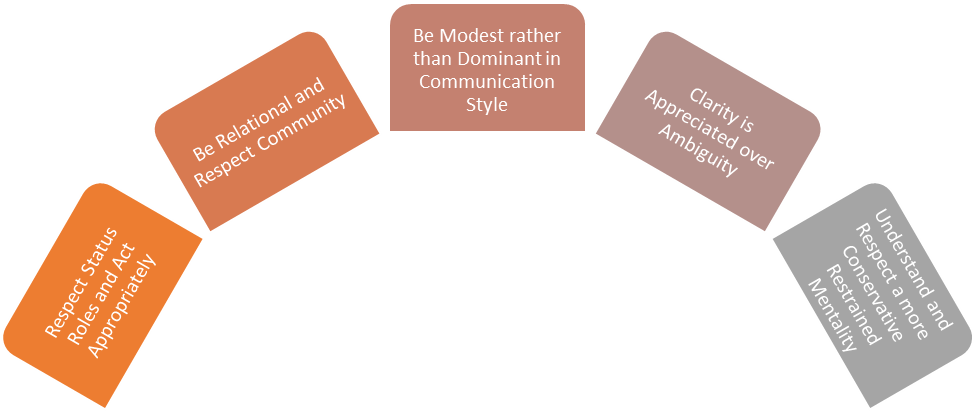 Respect Status
Roles and Act
Appropriately
Be Relational and
Respect Community
Be Modest rather
than Dominant in
Communication
Style
Clarity is
Appreciated over
Ambiguity
Understand and
Respect a more
Conservative
Restrained
Mentality